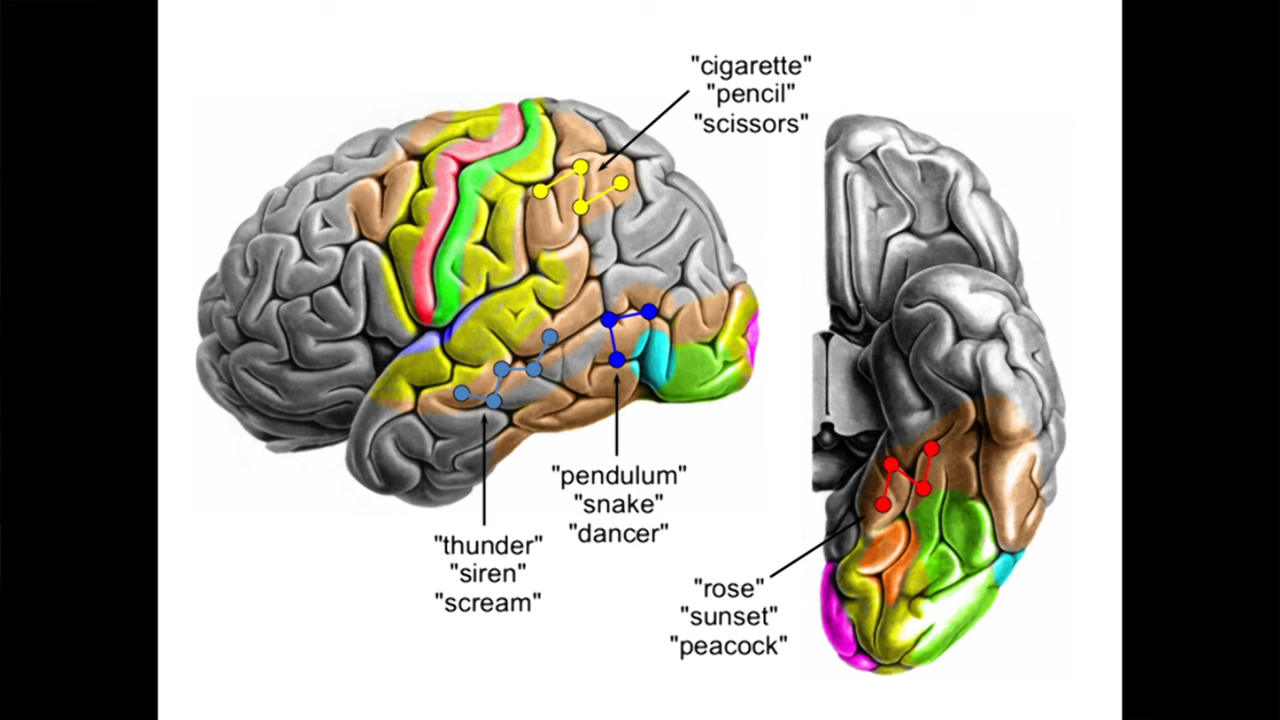 "cigarette"
"pencil"
"scissors"
"pendulum"
"snake"
"dancer"
"thunder"
"siren"
"scream"
"rose"
"sunset"
"peacock"